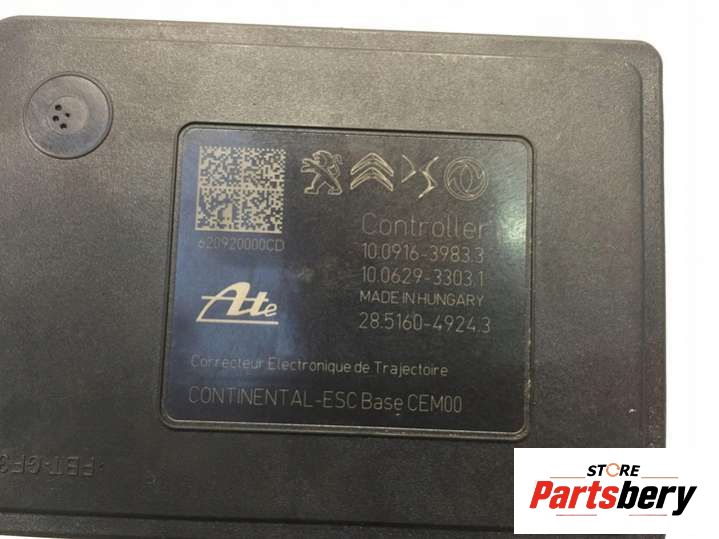 620920000CD
Ate
Controller
10.0916-3983.3
10.0629-3303.1
MADE IN HUNGARY
28.5160-4924.3
Correcteur Electronique de Trajectoire
CONTINENTAL-ESC Base CEM00
STORE
Partsbery